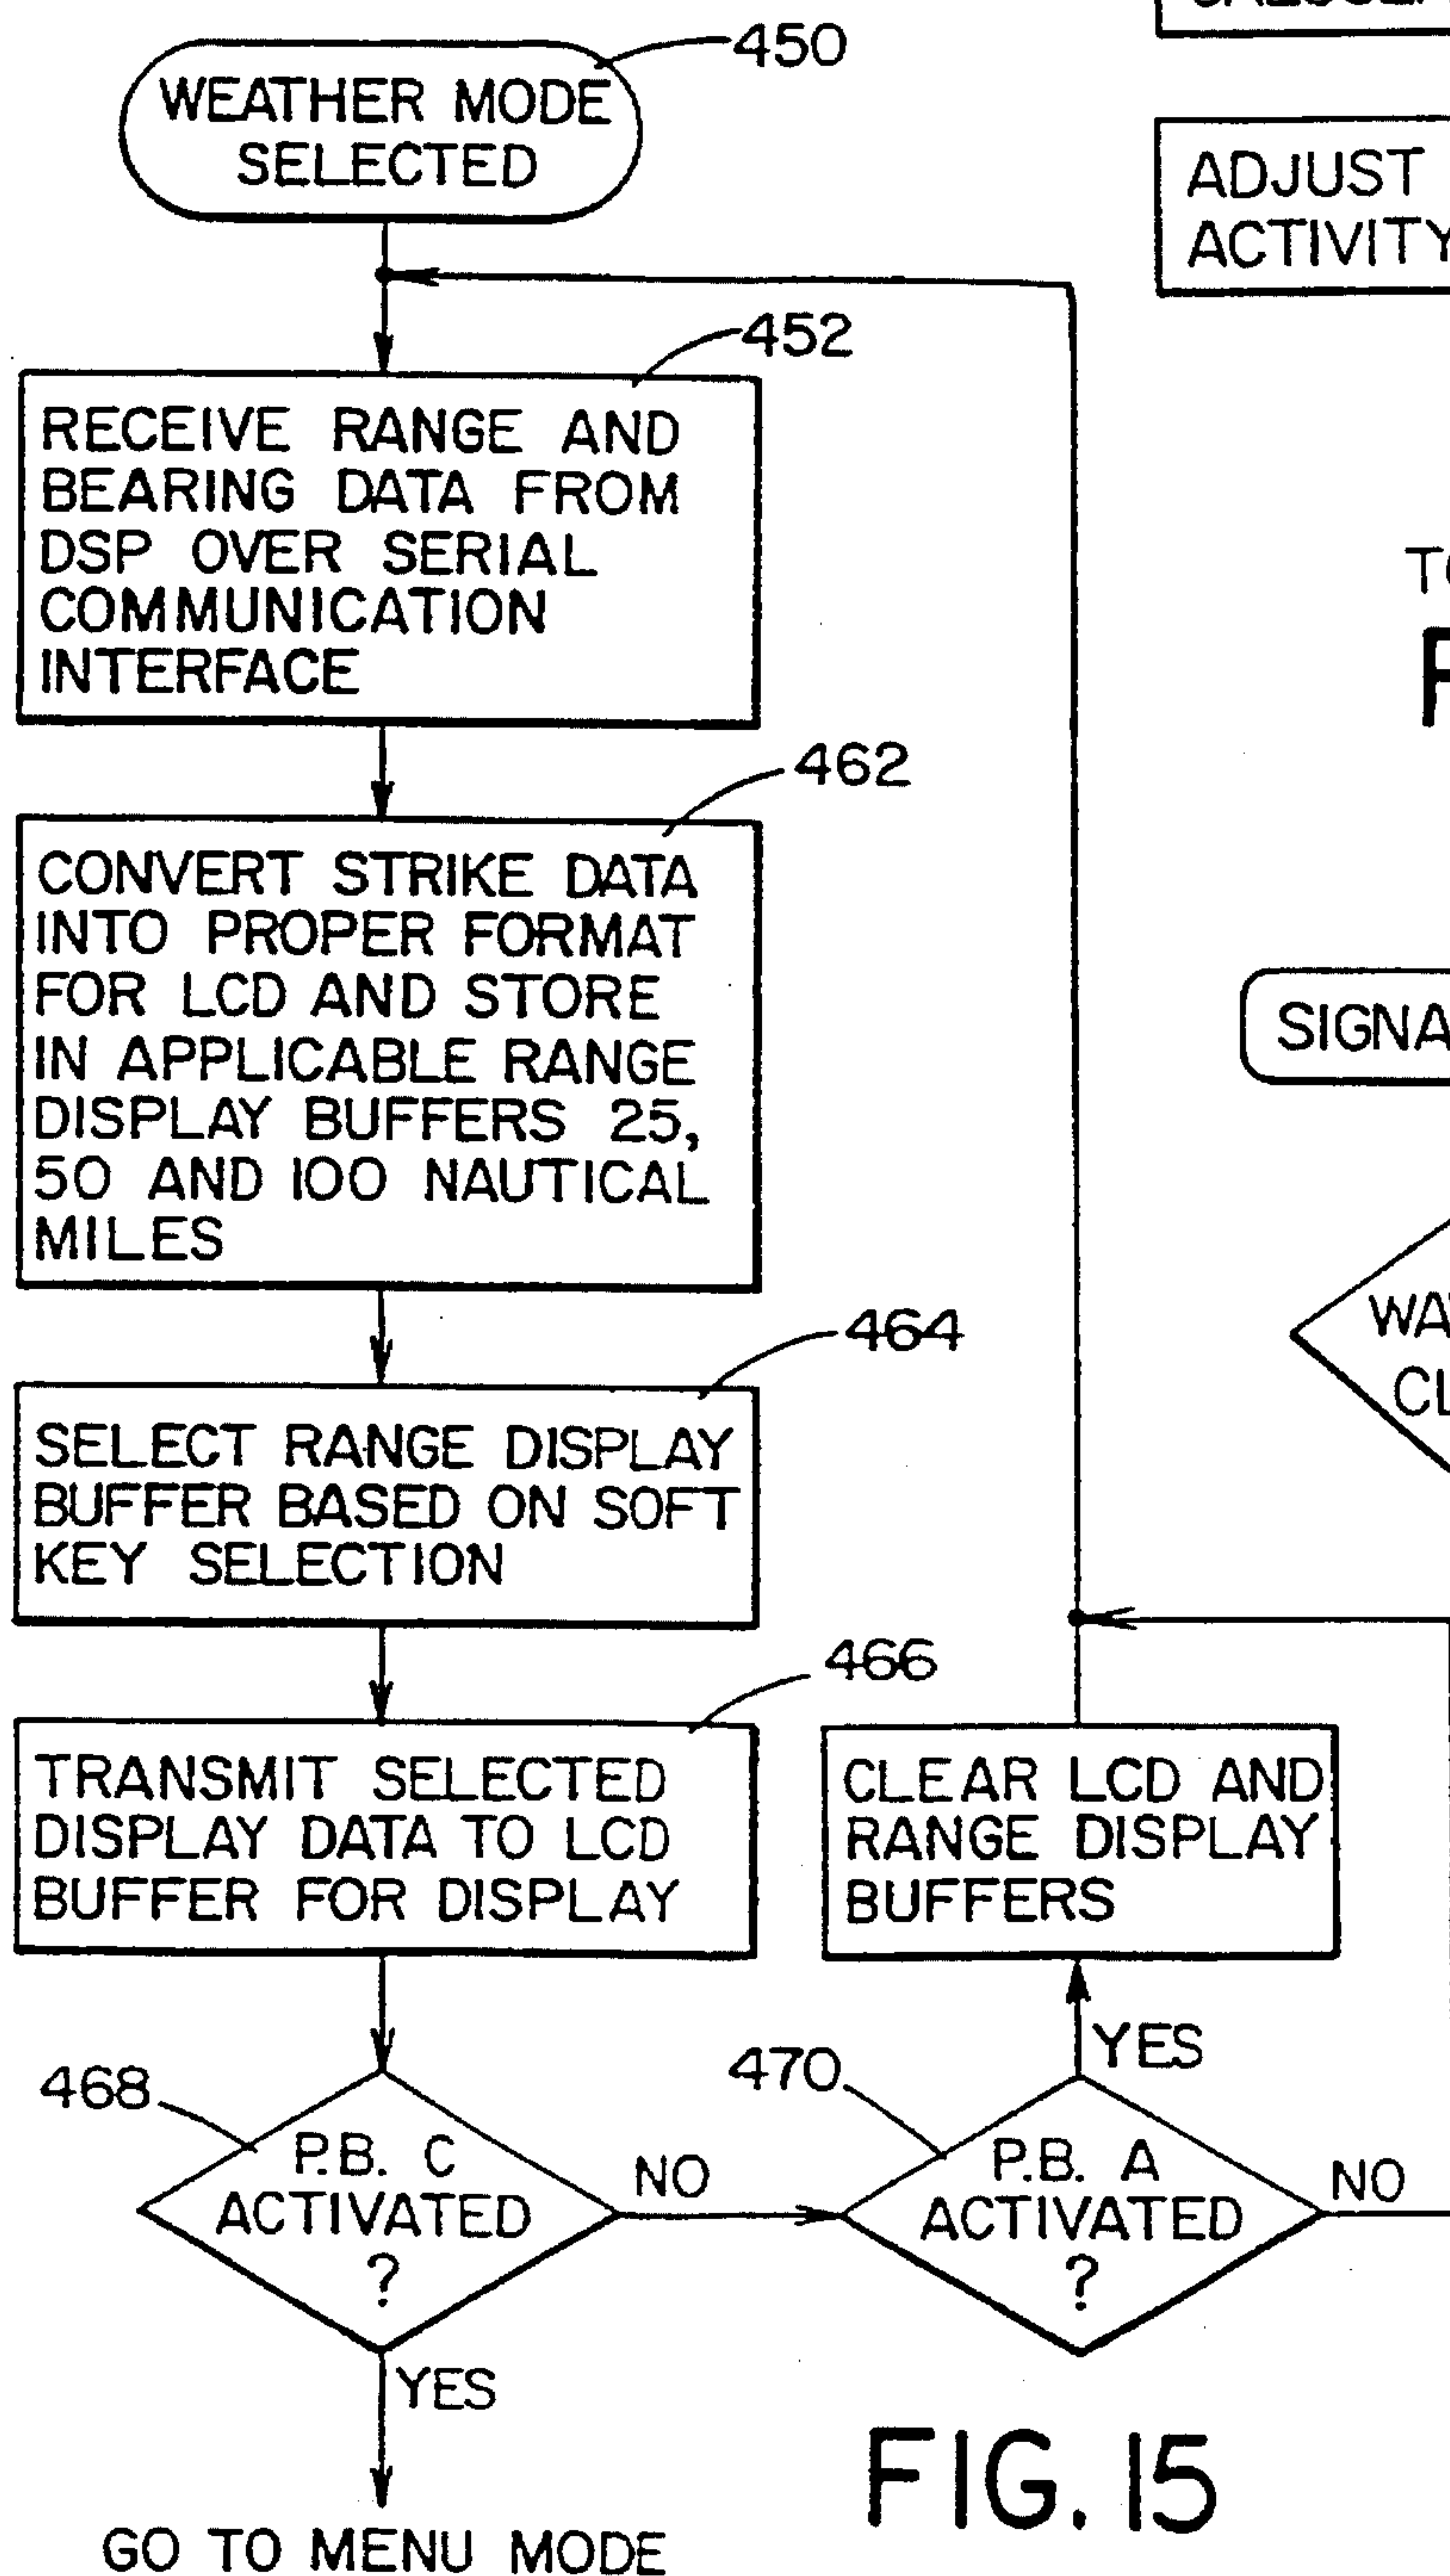 450
WEATHER MODE
SELECTED
452
RECEIVE RANGE AND
BEARING DATA FROM
DSP OVER SERIAL
COMMUNICATION
INTERFACE
462
CONVERT STRIKE DATA
INTO PROPER FORMAT
FOR LCD AND STORE
IN APPLICABLE RANGE
DISPLAY BUFFERS 25,
50 AND 100 NAUTICAL
MILES
464
SELECT RANGE DISPLAY
BUFFER BASED ON SOFT
KEY SELECTION
466
TRANSMIT SELECTED
DISPLAY DATA TO LCD
BUFFER FOR DISPLAY
CLEAR LCD AND
RANGE DISPLAY
BUFFERS
YES
468
P.B. C
ACTIVATED
?
NO
470
P.B. A
ACTIVATED
?
NO
YES
GO TO MENU MODE
FIG. 15
ADJUST
ACTIVITY